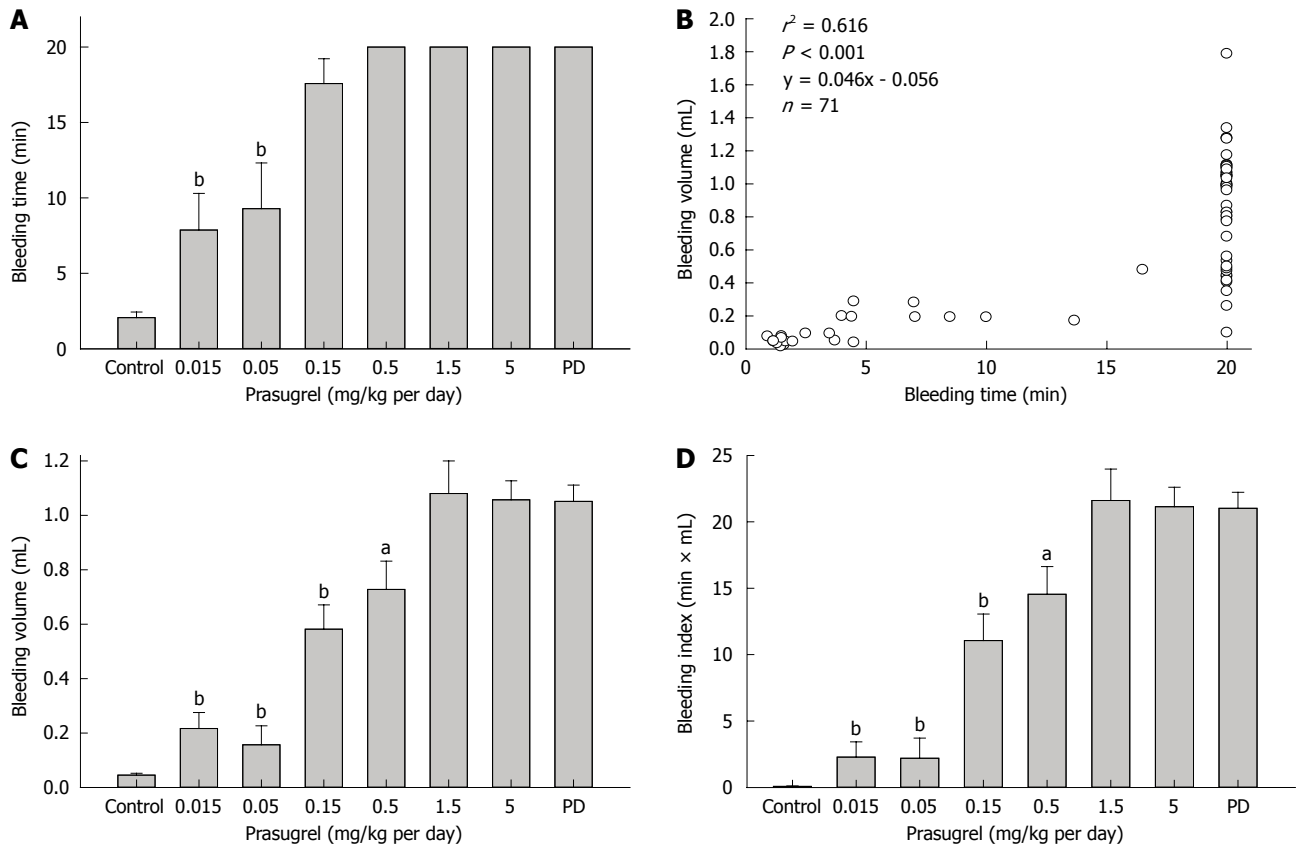 A
Bleeding time (min)
20
15
10
5
0
b
b
Control 0.015 0.05 0.15 0.5 1.5 5 PD
Prasugrel (mg/kg per day)
B
Bleeding volume (mL)
2.0
1.8
1.6
1.4
1.2
1.0
0.8
0.6
0.4
0.2
0.0
r² = 0.616
P < 0.001
y = 0.046x - 0.056
n = 71
0 5 10 15 20
Bleeding time (min)
C
Bleeding volume (mL)
1.2
1.0
0.8
0.6
0.4
0.2
0.0
b
b
b
a
Control 0.015 0.05 0.15 0.5 1.5 5 PD
Prasugrel (mg/kg per day)
D
Bleeding index (min × mL)
25
20
15
10
5
0
b
b
b
a
Control 0.015 0.05 0.15 0.5 1.5 5 PD
Prasugrel (mg/kg per day)